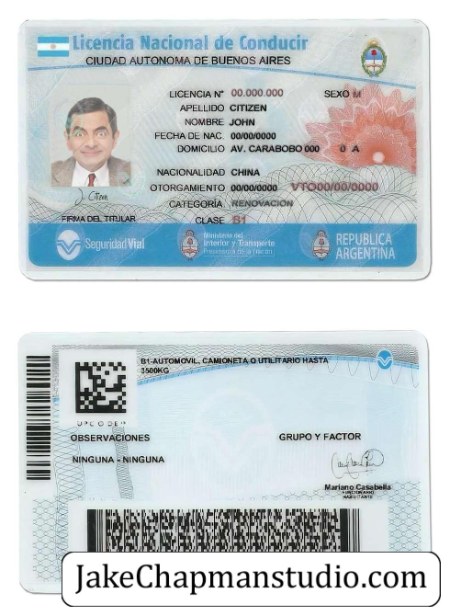 Licencia Nacional de Conducir
CIUDAD AUTONOMA DE BUENOS AIRES
LICENCIA N° 00.000.000 SEXO M
APELLIDO CITIZEN
NOMBRE JOHN
FECHA DE NAC. 00/00/0000
DOMICILIO AV. CARABOBO 000 0 A
NACIONALIDAD CHINA
OTORGAMIENTO 00/00/0000 VTO00/00/0000
CATEGORÍA RENOVACION
FIRMA DEL TITULAR CLASE B1
Seguridad Vial
Ministerio del
Interior y Transporte
REPUBLICA
ARGENTINA
B1-AUTOMOVIL, CAMIONETA O UTILITARIO HASTA
3500KG
OBSERVACIONES GRUPO Y FACTOR
NINGUNA - NINGUNA
Mariano Casabella
JakeChapmanstudio.com